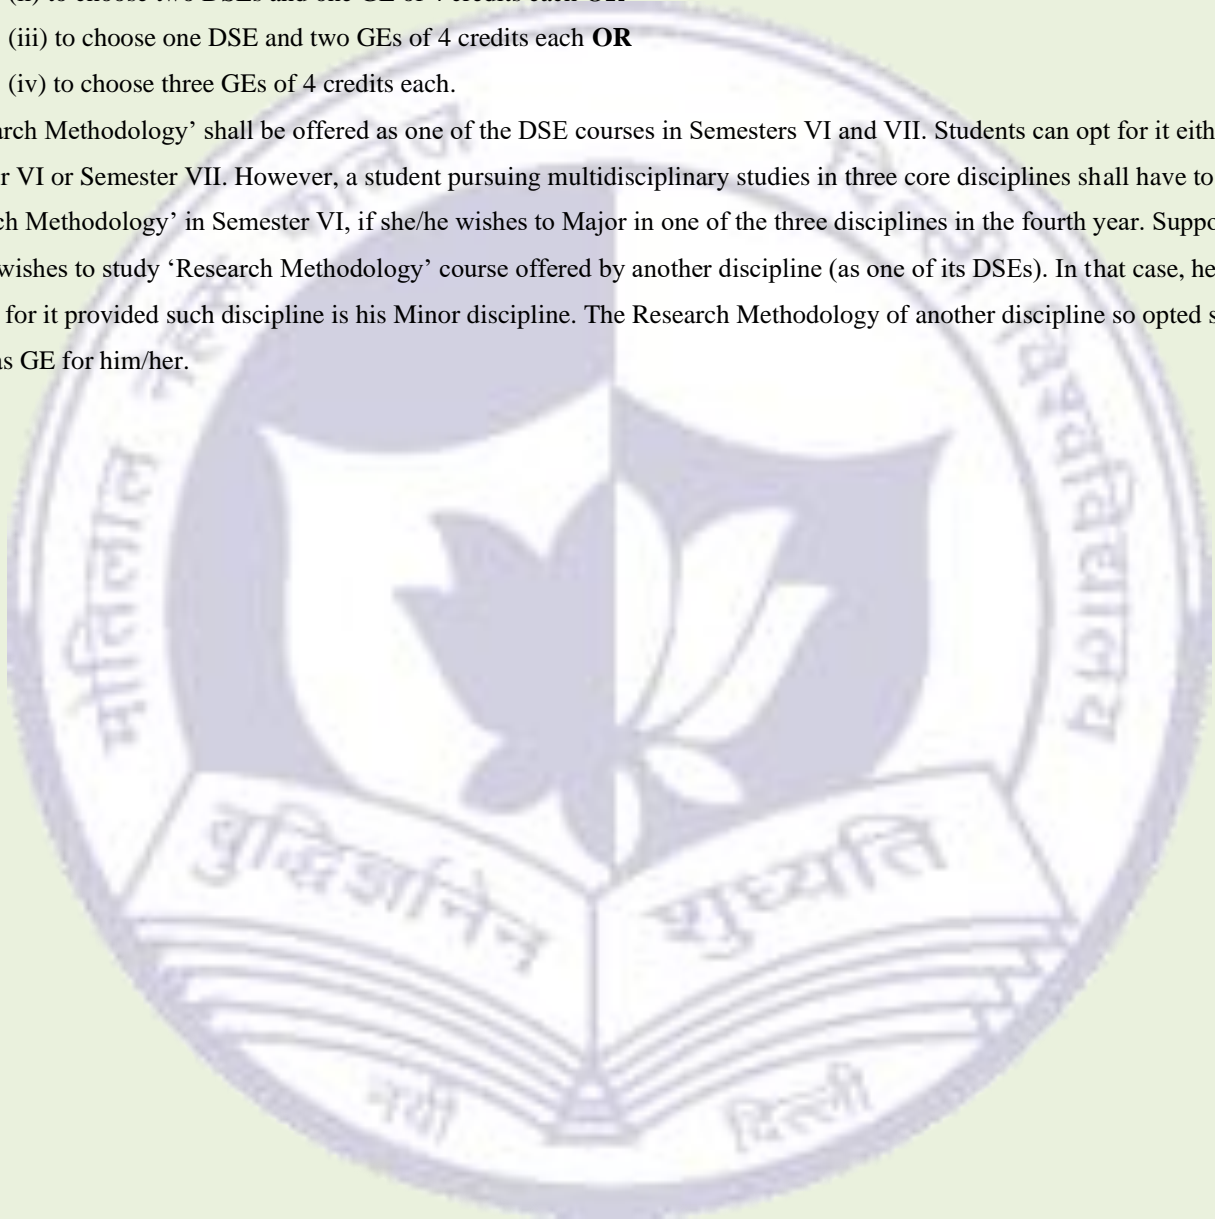 (ii) to choose two DSEs and one GE of 4 credits each OR
(iii) to choose one DSE and two GEs of 4 credits each OR
(iv) to choose three GEs of 4 credits each.
arch Methodology’ shall be offered as one of the DSE courses in Semesters VI and VII. Students can opt for it eith
r VI or Semester VII. However, a student pursuing multidisciplinary studies in three core disciplines shall have to
ch Methodology’ in Semester VI, if she/he wishes to Major in one of the three disciplines in the fourth year. Suppo
wishes to study ‘Research Methodology’ course offered by another discipline (as one of its DSEs). In that case, he
for it provided such discipline is his Minor discipline. The Research Methodology of another discipline so opted s
as GE for him/her.
मोतिलाल नेहरू कॉलेज
दिल्ली विश्वविद्यालय
बुद्धिर्ज्ञानेन शुध्यति
नयी दिल्ली